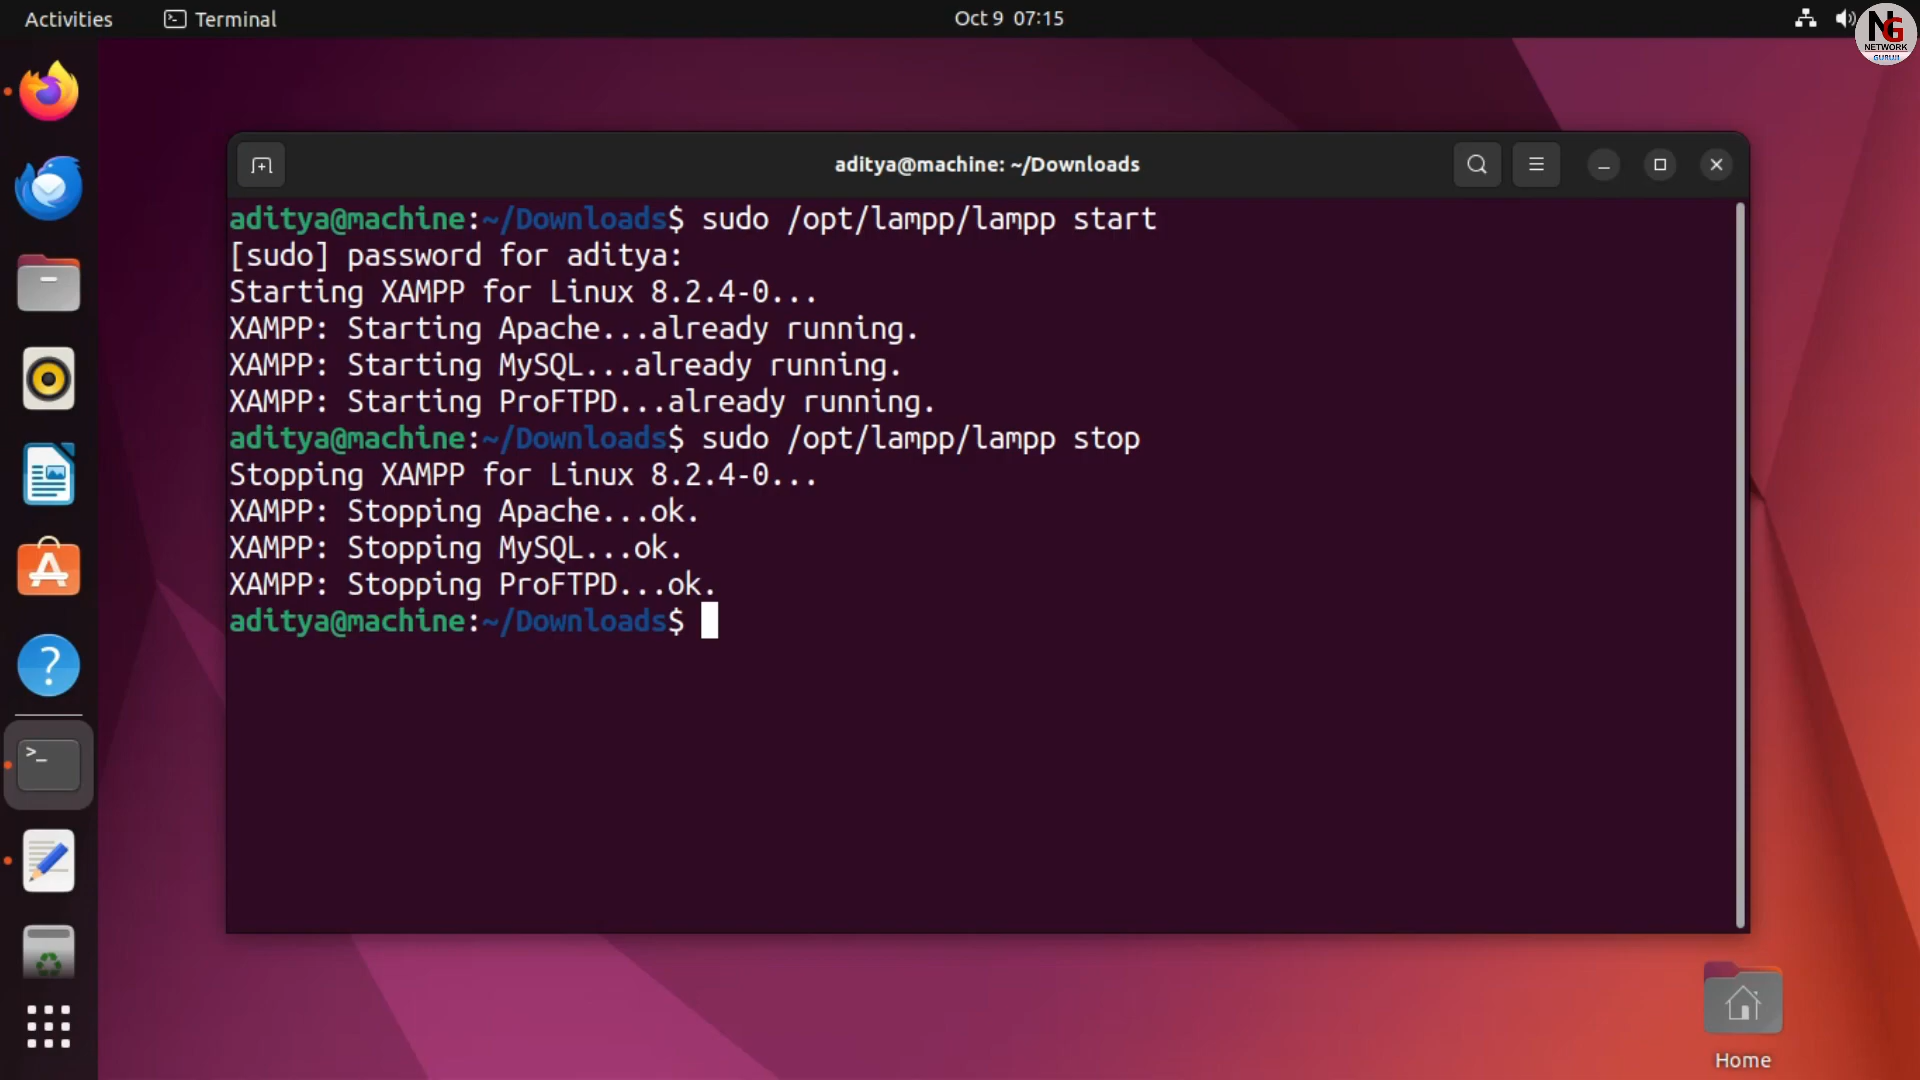 Activities
Terminal
Oct 9 07:15
NG
NETWORK
GURUJI
aditya@machine: ~/Downloads
aditya@machine:~/Downloads$ sudo /opt/lampp/lampp start
[sudo] password for aditya:
Starting XAMPP for Linux 8.2.4-0...
XAMPP: Starting Apache...already running.
XAMPP: Starting MySQL...already running.
XAMPP: Starting ProFTPD...already running.
aditya@machine:~/Downloads$ sudo /opt/lampp/lampp stop
Stopping XAMPP for Linux 8.2.4-0...
XAMPP: Stopping Apache...ok.
XAMPP: Stopping MySQL...ok.
XAMPP: Stopping ProFTPD...ok.
aditya@machine:~/Downloads$
Home